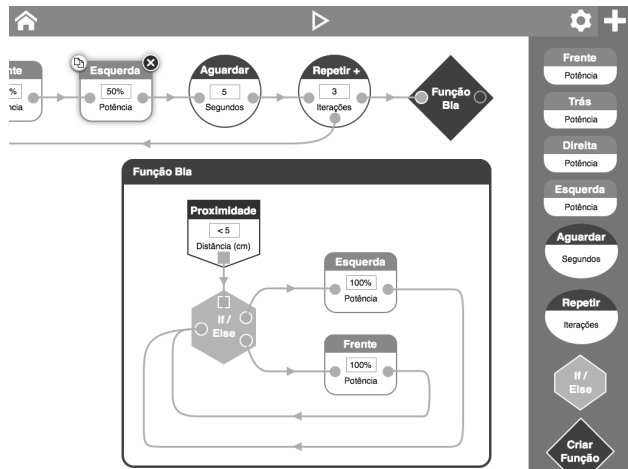 nte
%
ncia
Esquerda
50%
Potência
Aguardar
5
Segundos
Repetir +
3
Iterações
Função
Bla
Função Bla
Proximidade
< 5
Distância (cm)
If /
Else
Esquerda
100%
Potência
Frente
100%
Potência
Frente
Potência
Trás
Potência
Direita
Potência
Esquerda
Potência
Aguardar
Segundos
Repetir
Iterações
If /
Else
Criar
Função